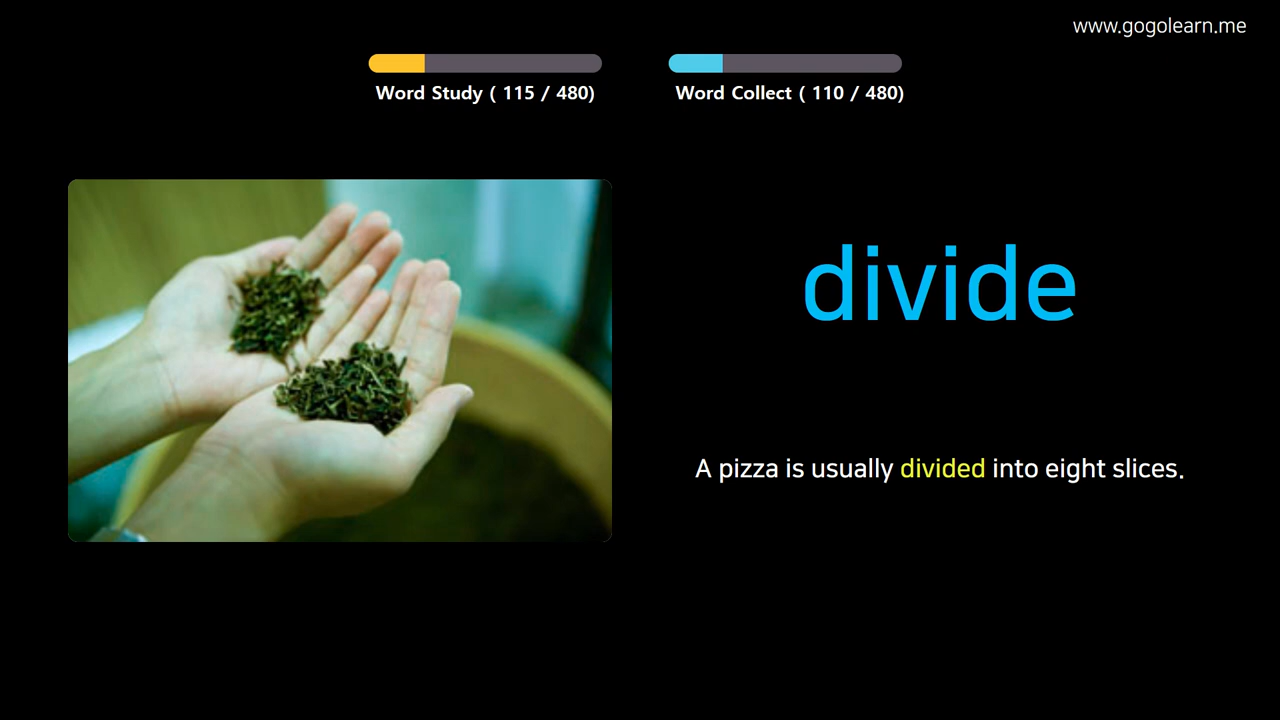 www.gogolearn.me
Word Study ( 115 / 480)
Word Collect ( 110 / 480)
divide
A pizza is usually divided into eight slices.